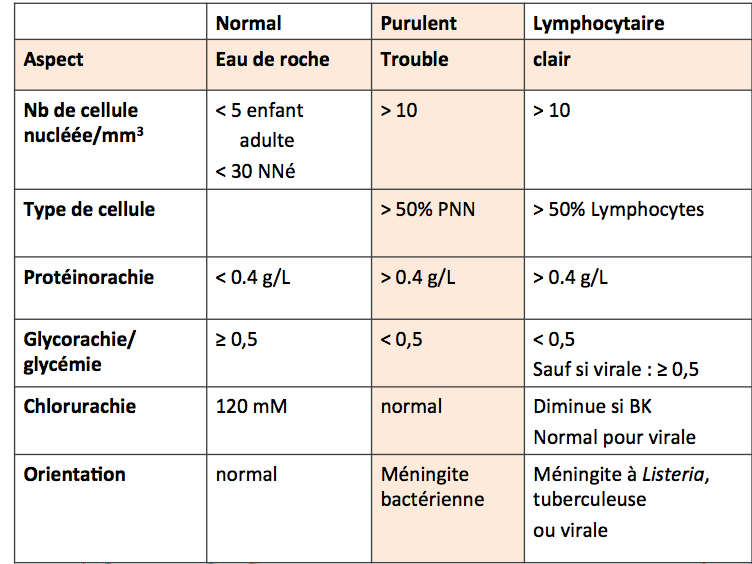 Normal Purulent Lymphocytaire
Aspect Eau de roche Trouble clair
Nb de cellule nucléée/mm³ < 5 enfant adulte < 30 NNé > 10 > 10
Type de cellule > 50% PNN > 50% Lymphocytes
Protéinorachie < 0.4 g/L > 0.4 g/L > 0.4 g/L
Glycorachie/ glycémie ≥ 0,5 < 0,5 < 0,5 Sauf si virale : ≥ 0,5
Chlorurachie 120 mM normal Diminue si BK Normal pour virale
Orientation normal Méningite bactérienne Méningite à Listeria, tuberculeuse ou virale